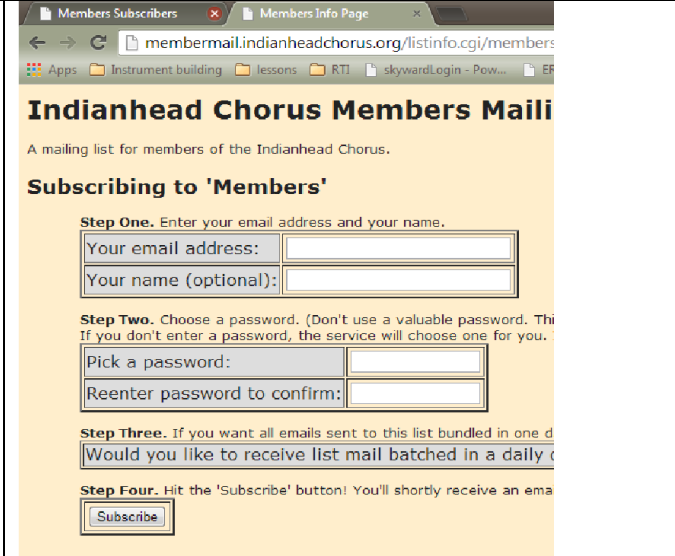 Members Subscribers
Members Info Page
membermail.indianheadchorus.org/listinfo.cgi/members
Apps Instrument building lessons RTI skywardLogin - Pow... ER
Indianhead Chorus Members Maili
A mailing list for members of the Indianhead Chorus.
Subscribing to 'Members'
Step One. Enter your email address and your name.
Your email address:
Your name (optional):
Step Two. Choose a password. (Don't use a valuable password. Thi
If you don't enter a password, the service will choose one for you.
Pick a password:
Reenter password to confirm:
Step Three. If you want all emails sent to this list bundled in one d
Would you like to receive list mail batched in a daily
Step Four. Hit the 'Subscribe' button! You'll shortly receive an ema
Subscribe